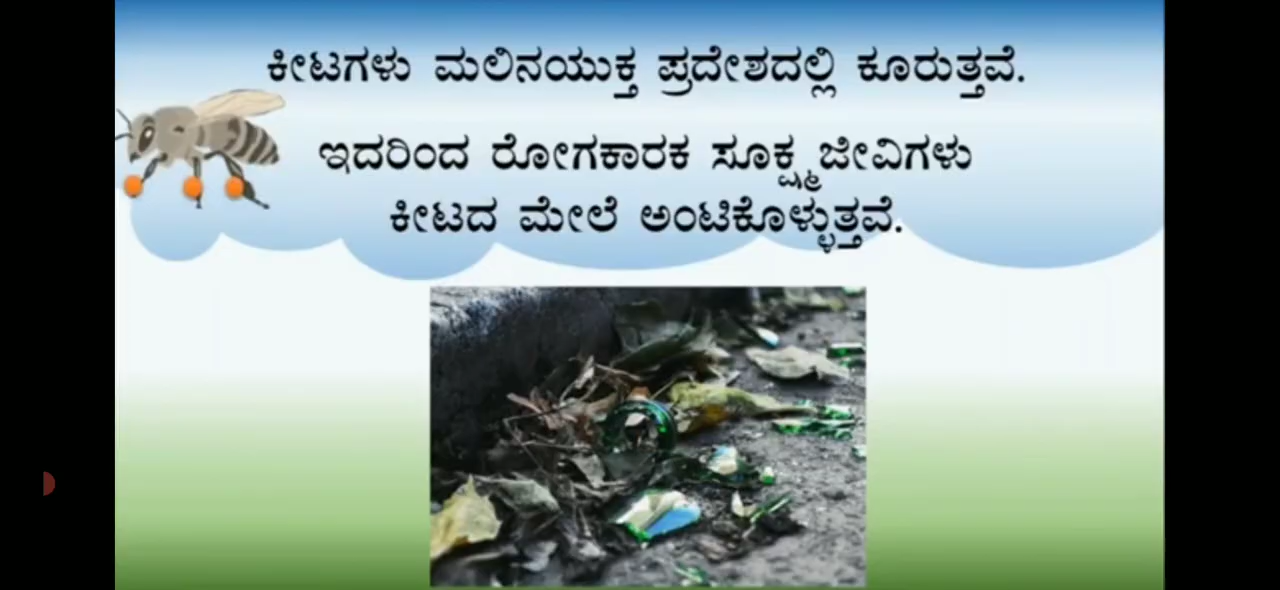 ಕೀಟಗಳು ಮಲಿನಯುಕ್ತ ಪ್ರದೇಶದಲ್ಲಿ ಕೂರುತ್ತವೆ.
ಇದರಿಂದ ರೋಗಕಾರಕ ಸೂಕ್ಷ್ಮಜೀವಿಗಳು
ಕೀಟದ ಮೇಲೆ ಅಂಟಿಕೊಳ್ಳುತ್ತವೆ.